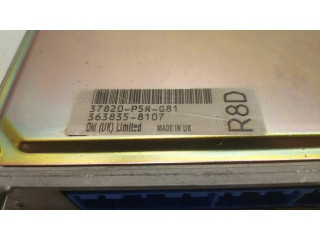 37820-P5R-G81
363835-8107
Oki (UK) Limited MADE IN UK
R8D